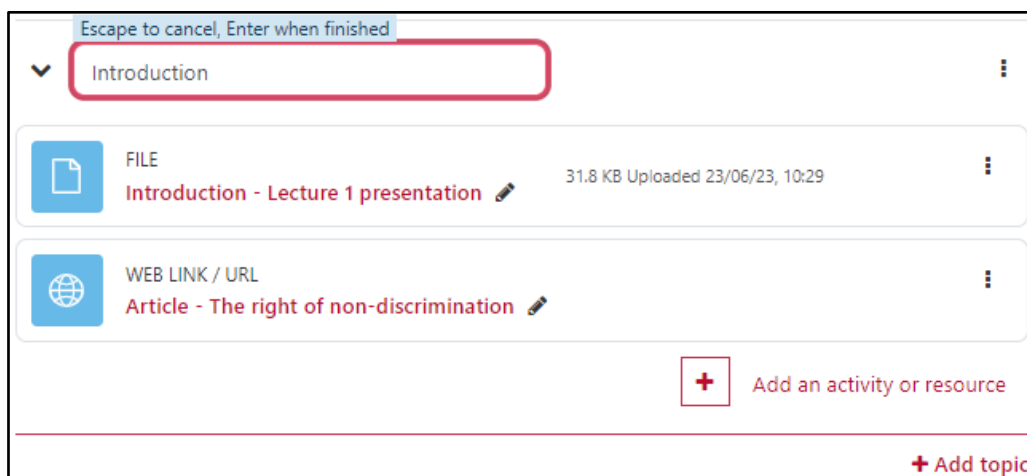 Escape to cancel, Enter when finished
Introduction
FILE
Introduction - Lecture 1 presentation
31.8 KB Uploaded 23/06/23, 10:29
WEB LINK / URL
Article - The right of non-discrimination
+ Add an activity or resource
+ Add topic